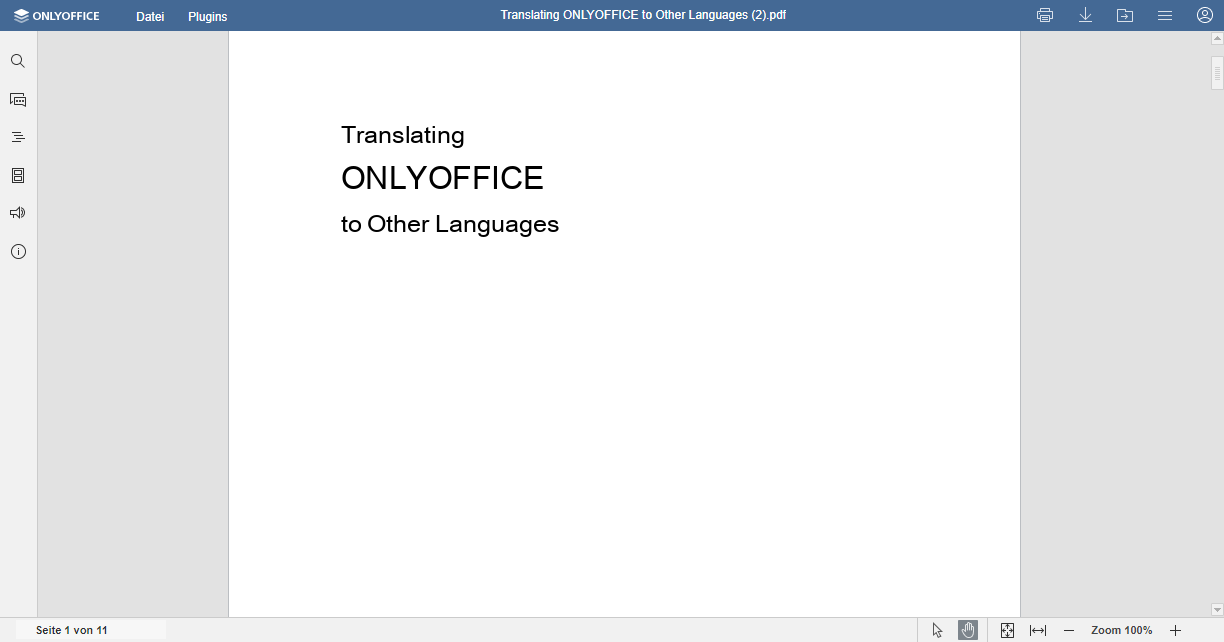 ONLYOFFICE Datei Plugins Translating ONLYOFFICE to Other Languages (2).pdf
Translating
ONLYOFFICE
to Other Languages
Seite 1 von 11 Zoom 100%